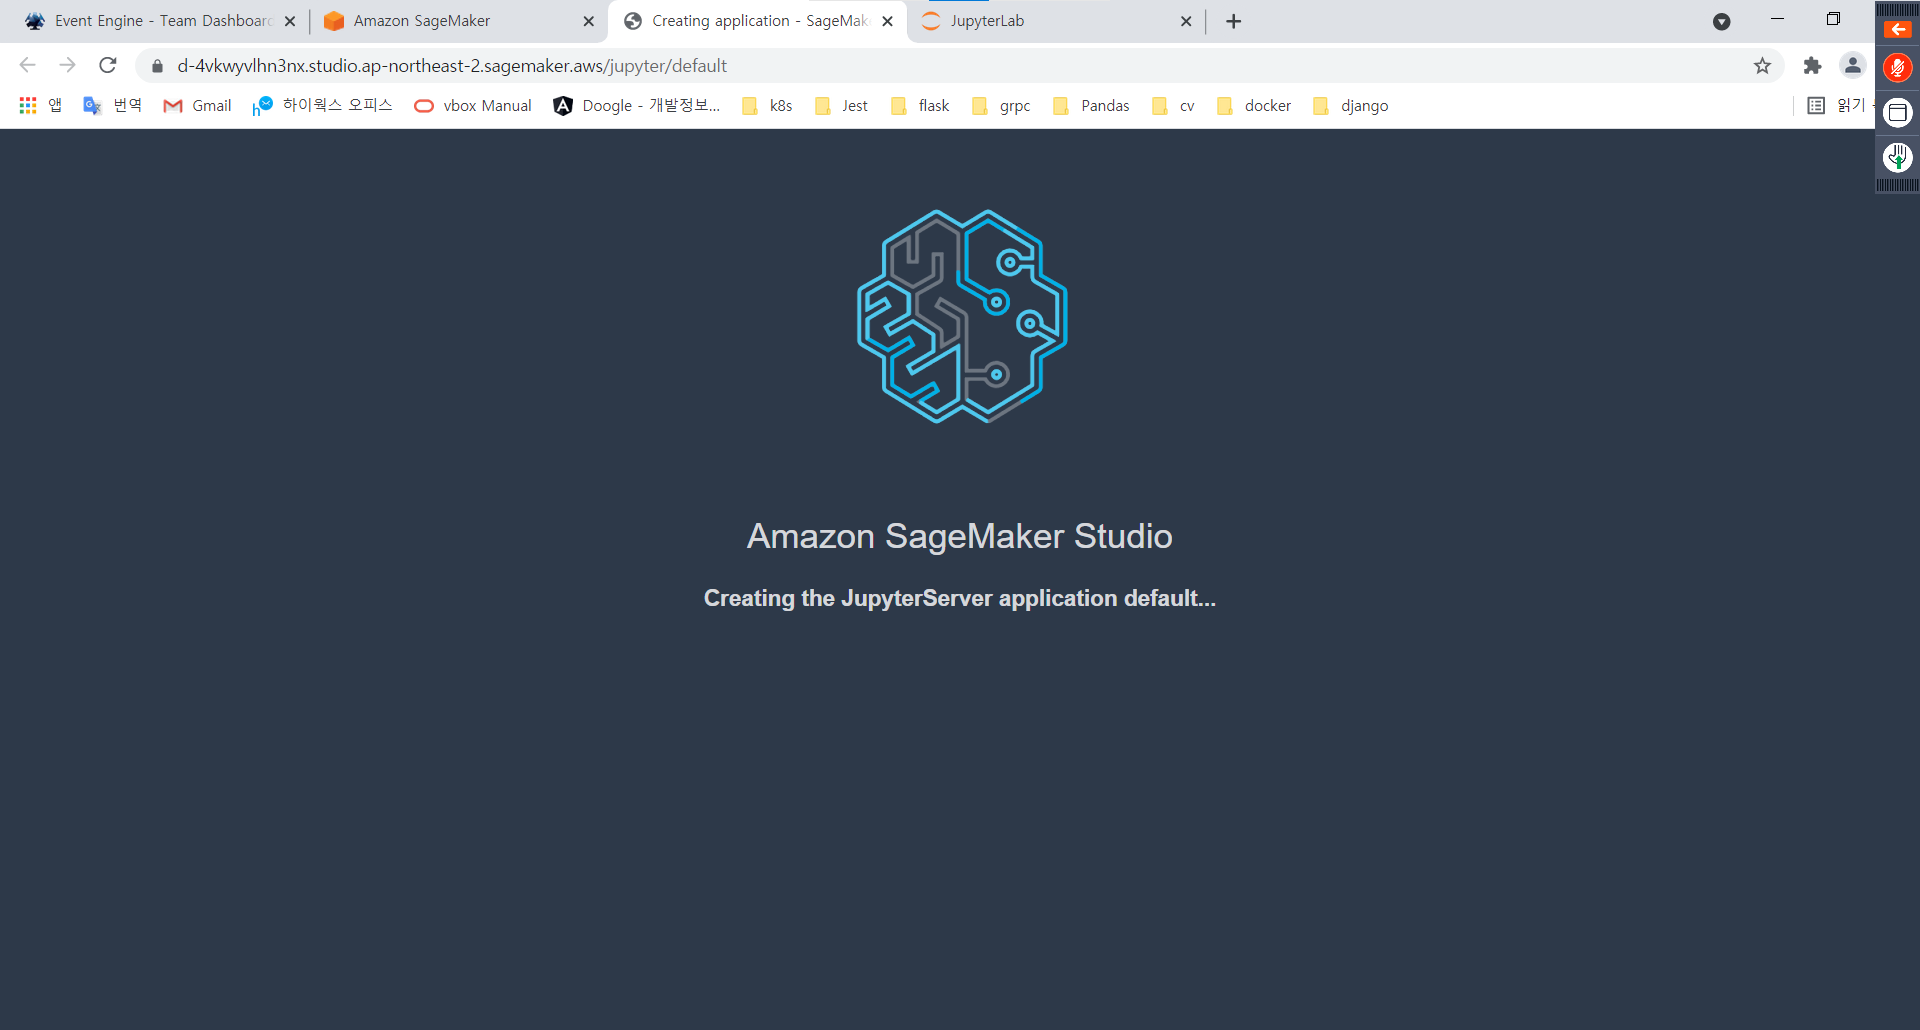 Event Engine - Team Dashboard
Amazon SageMaker
Creating application - SageMak
JupyterLab
d-4vkwyvlhn3nx.studio.ap-northeast-2.sagemaker.aws/jupyter/default
앱
번역
Gmail
하이웍스 오피스
vbox Manual
Doogle - 개발정보...
k8s
Jest
flask
grpc
Pandas
cv
docker
django
읽기
Amazon SageMaker Studio
Creating the JupyterServer application default...